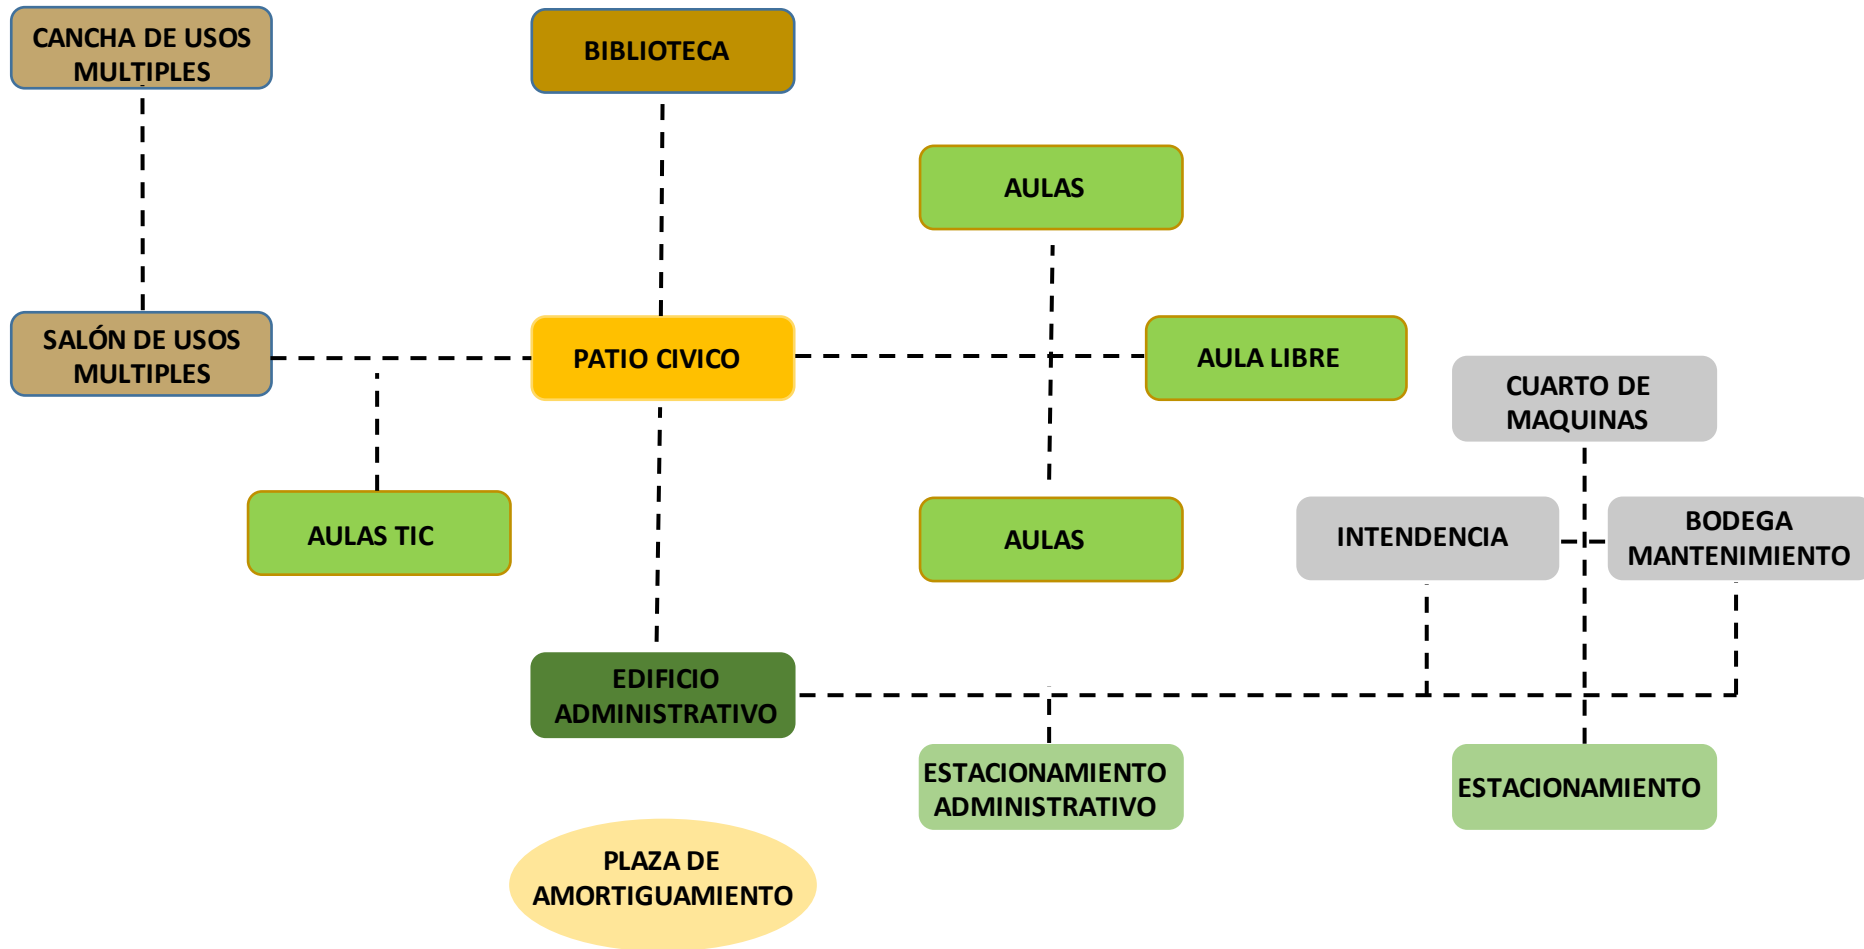 CANCHA DE USOS
MULTIPLES
BIBLIOTECA
AULAS
SALÓN DE USOS
MULTIPLES
PATIO CIVICO
AULA LIBRE
CUARTO DE
MAQUINAS
AULAS TIC
AULAS
INTENDENCIA
BODEGA
MANTENIMIENTO
EDIFICIO
ADMINISTRATIVO
ESTACIONAMIENTO
ADMINISTRATIVO
ESTACIONAMIENTO
PLAZA DE
AMORTIGUAMIENTO